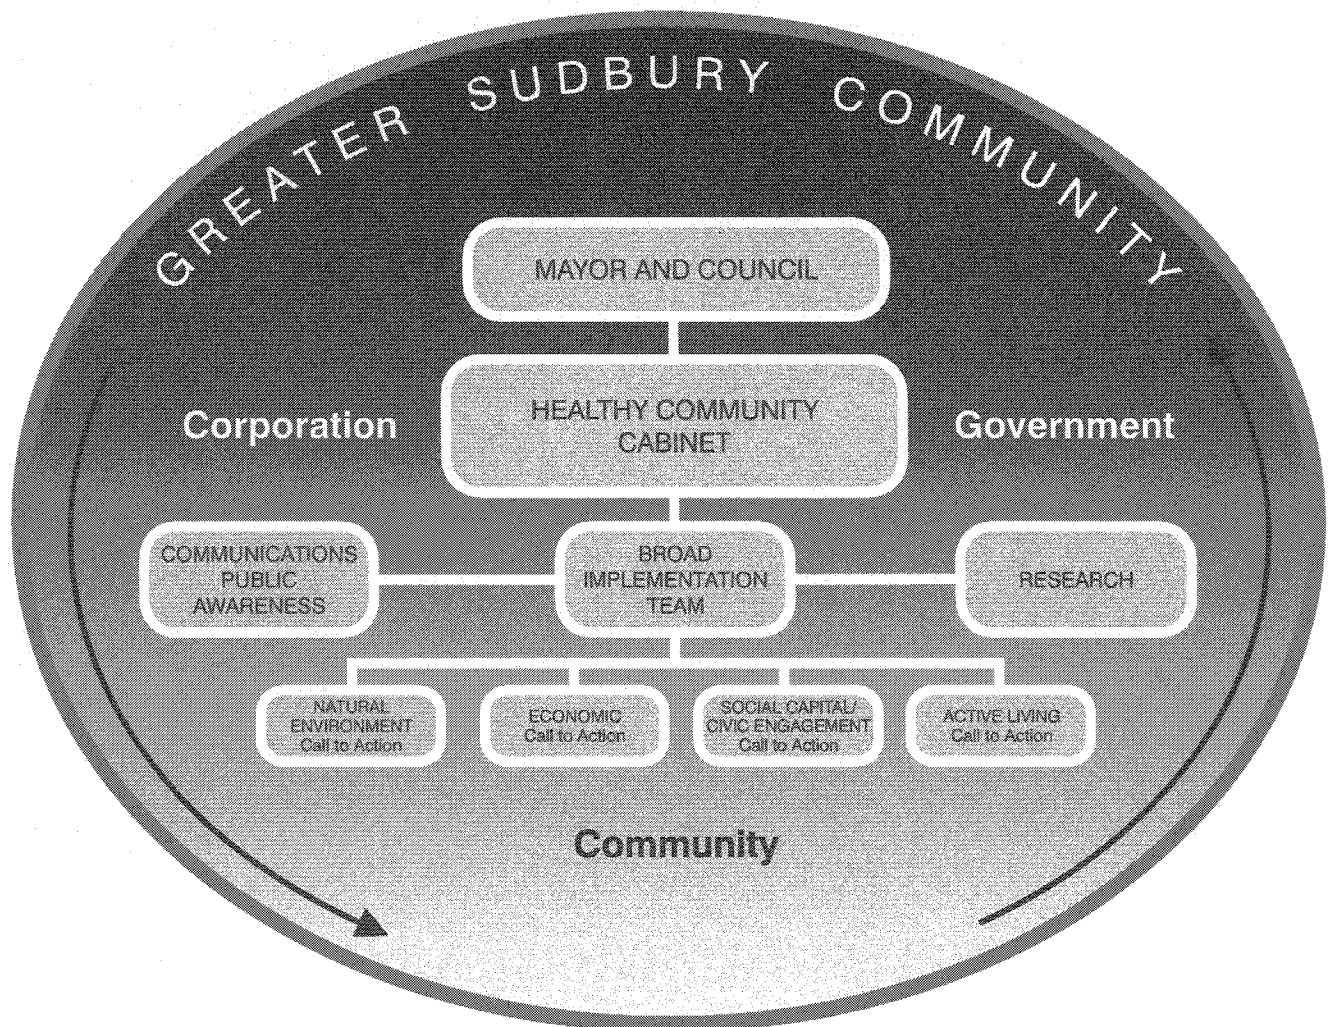 GREATER SUDBURY COMMUNITY
MAYOR AND COUNCIL
HEALTHY COMMUNITY
CABINET
Corporation
Government
COMMUNICATIONS
PUBLIC
AWARENESS
BROAD
IMPLEMENTATION
TEAM
RESEARCH
NATURAL
ENVIRONMENT
Call to Action
ECONOMIC
Call to Action
SOCIAL CAPITAL/
CIVIC ENGAGEMENT
Call to Action
ACTIVE LIVING
Call to Action
Community